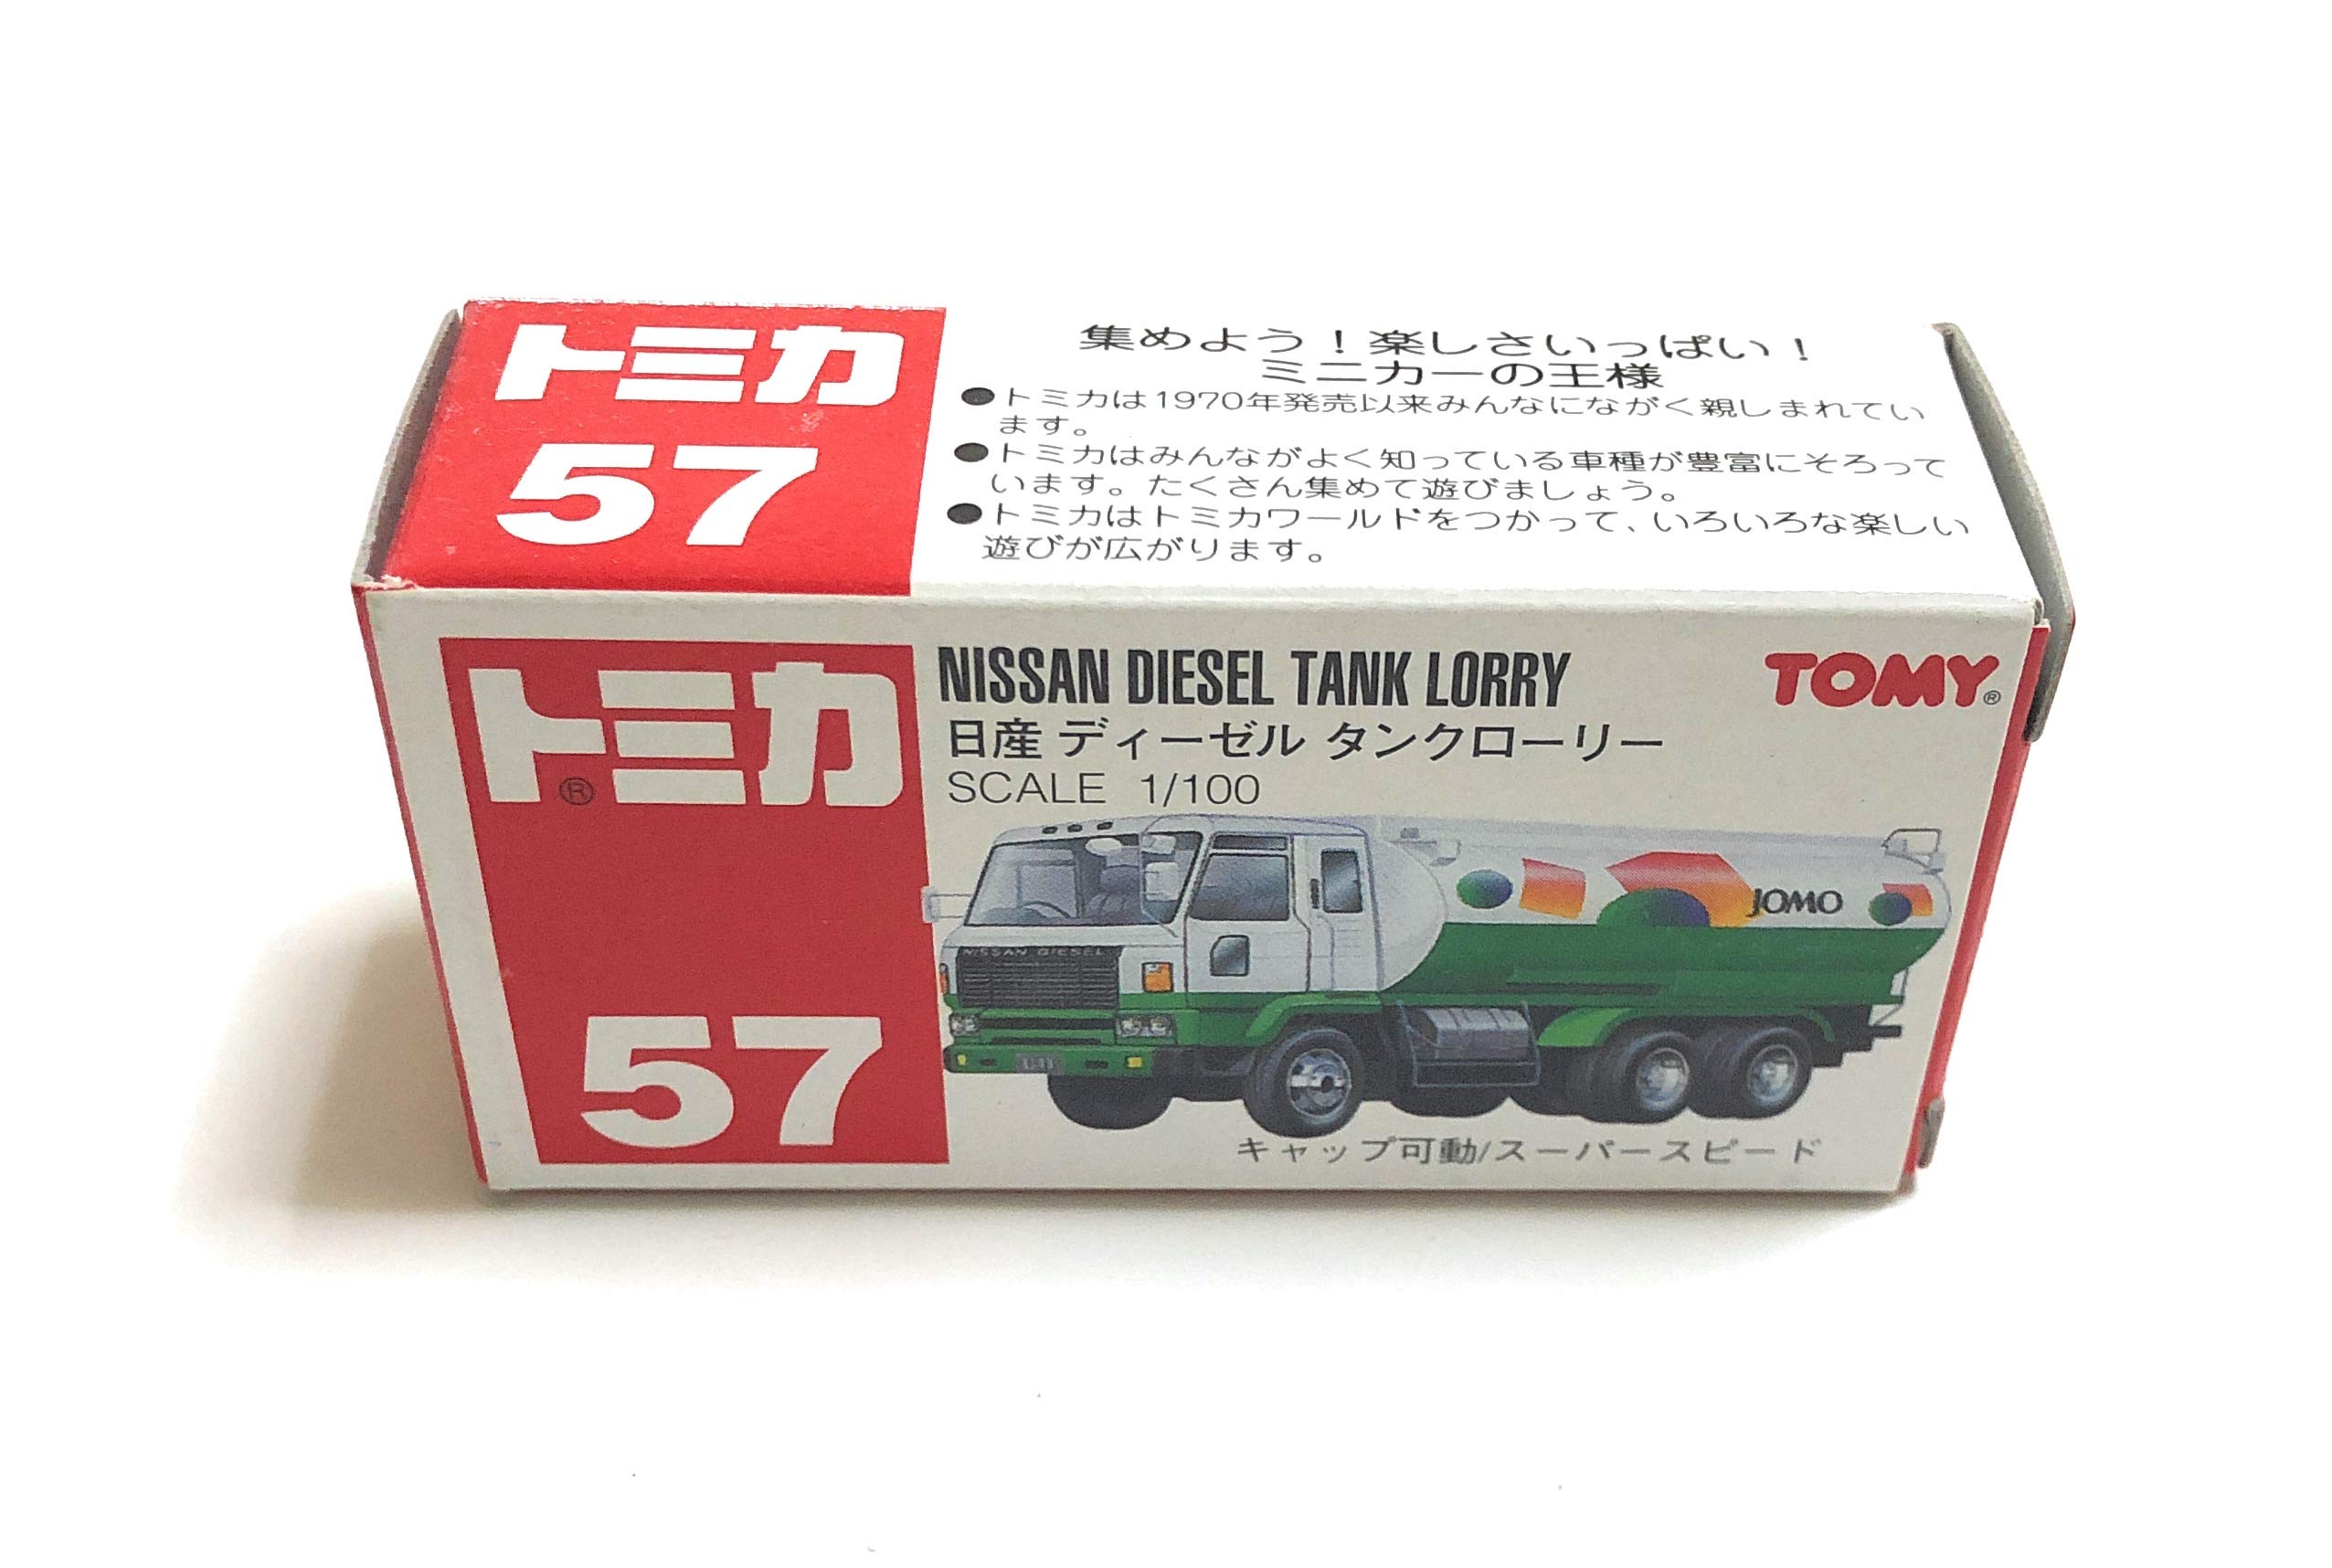 トミカ
57
集めよう！楽しさいっぱい！
ミニカーの王様
●トミカは1970年発売以来みんなにながく親しまれてい
ます。
●トミカはみんながよく知っている車種が豊富にそろって
います。たくさん集めて遊びましょう。
●トミカはトミカワールドをつかって、いろいろな楽しい
遊びが広がります。
トミカ®
57
NISSAN DIESEL TANK LORRY
TOMY®
日産 ディーゼル タンクローリー
SCALE 1/100
JOMO
NISSAN DIESEL
キャップ可動/スーパースピード